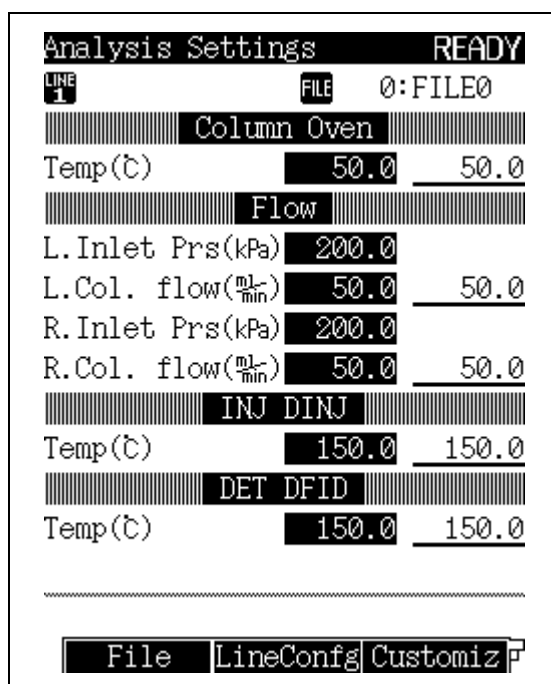 Analysis Settings READY
LINE 1 FILE 0:FILE0
Column Oven
Temp(℃) 50.0 50.0
Flow
L.Inlet Prs(kPa) 200.0
L.Col. flow(ml/min) 50.0 50.0
R.Inlet Prs(kPa) 200.0
R.Col. flow(ml/min) 50.0 50.0
INJ DINJ
Temp(℃) 150.0 150.0
DET DFID
Temp(℃) 150.0 150.0
File LineConfg Customiz